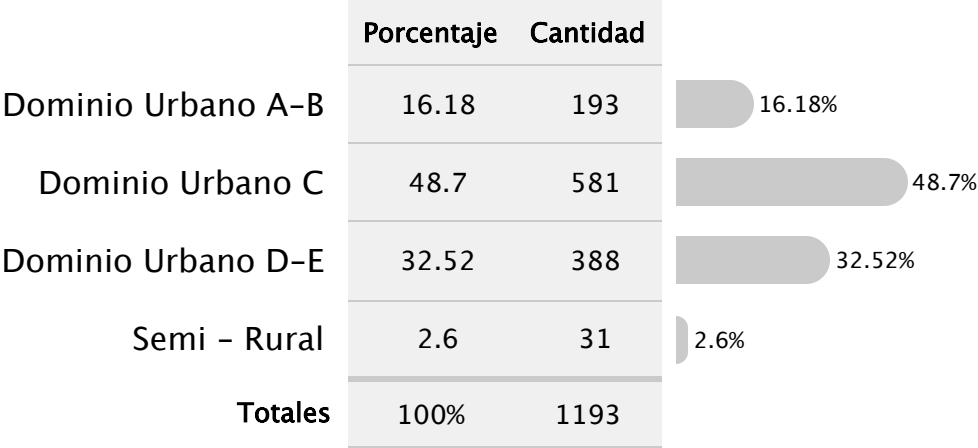 Porcentaje Cantidad
Dominio Urbano A–B 16.18 193 16.18%
Dominio Urbano C 48.7 581 48.7%
Dominio Urbano D–E 32.52 388 32.52%
Semi – Rural 2.6 31 2.6%
Totales 100% 1193